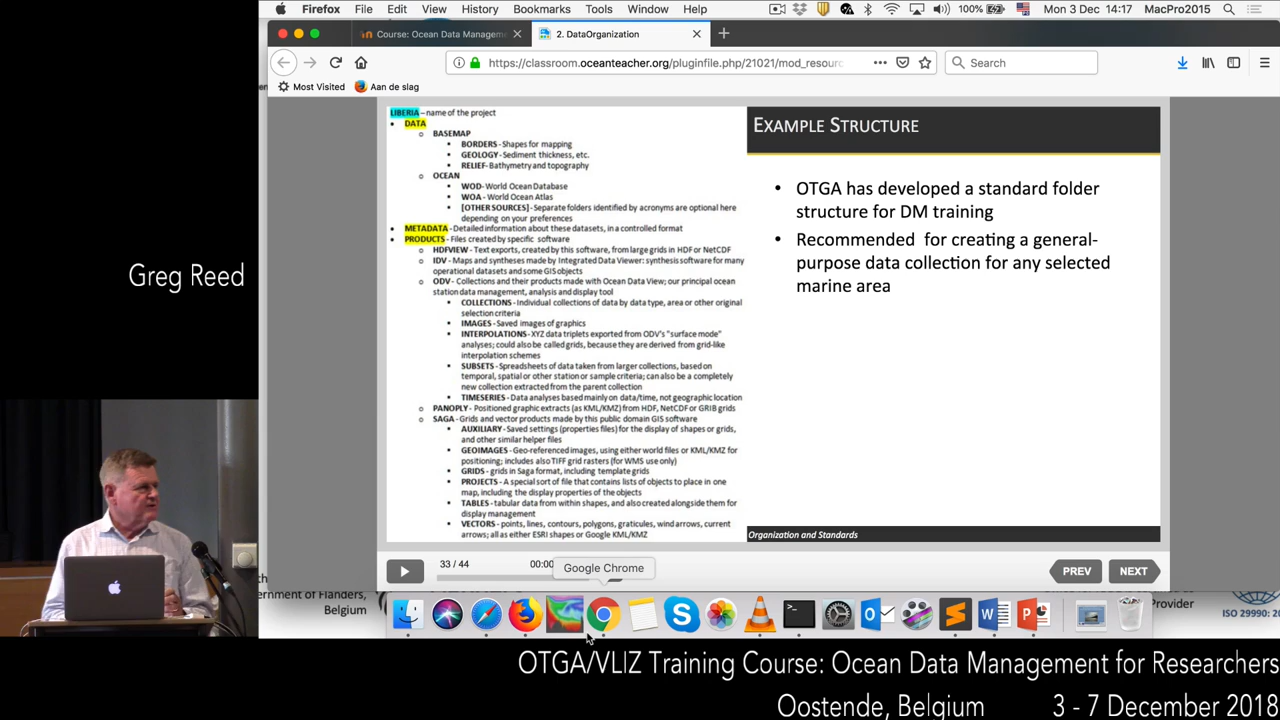 Firefox File Edit View History Bookmarks Tools Window Help 100% Mon 3 Dec 14:17 MacPro2015
Course: Ocean Data Managem
2. DataOrganization
https://classroom.oceanteacher.org/pluginfile.php/21021/mod_resourc
Search
Most Visited Aan de slag
LIBERIA – name of the project
• DATA
o BASEMAP
▪ BORDERS - Shapes for mapping
▪ GEOLOGY - Sediment thickness, etc.
▪ RELIEF- Bathymetry and topography
o OCEAN
▪ WOD- World Ocean Database
▪ WOA - World Ocean Atlas
▪ [OTHER SOURCES] - Separate folders identified by acronyms are optional here
depending on your preferences
• METADATA - Detailed information about these datasets, in a controlled format
• PRODUCTS - Files created by specific software
o HDFVIEW - Text exports, created by this software, from large grids in HDF or NetCDF
o IDV - Maps and syntheses made by Integrated Data Viewer: synthesis software for many
operational datasets and some GIS objects
o ODV - Collections and their products made with Ocean Data View; our principal ocean
station data management, analysis and display tool
▪ COLLECTIONS - Individual collections of data by data type, area or other original
selection criteria
▪ IMAGES - Saved images of graphics
▪ INTERPOLATIONS - XYZ data triplets exported from ODV's "surface mode"
analyses; could also be called grids, because they are derived from grid-like
interpolation schemes
▪ SUBSETS - Spreadsheets of data taken from larger collections, based on
temporal, spatial or other station or sample criteria; can also be a completely
new collection extracted from the parent collection
▪ TIMESERIES - Data analyses based mainly on data/time, not geographic location
o PANOPLY - Positioned graphic extracts (as KML/KMZ) from HDF, NetCDF or GRIB grids
o SAGA - Grids and vector products made by this public domain GIS software
▪ AUXILIARY - Saved settings (properties files) for the display of shapes or grids,
and other similar helper files
▪ GEOIMAGES - Geo-referenced images, using either world files or KML/KMZ for
positioning; includes also TIFF grid rasters (for WMS use only)
▪ GRIDS - grids in Saga format, including template grids
▪ PROJECTS - A special sort of file that contains lists of objects to place in one
map, including the display properties of the objects
▪ TABLES - tabular data from within shapes, and also created alongside them for
display management
▪ VECTORS - points, lines, contours, polygons, graticules, wind arrows, current
arrows; all as either ESRI shapes or Google KML/KMZ
EXAMPLE STRUCTURE
• OTGA has developed a standard folder
structure for DM training
• Recommended for creating a general-
purpose data collection for any selected
marine area
Organization and Standards
33 / 44
00:00
PREV
NEXT
Google Chrome
ernment of Flanders,
Belgium
Provider
ISO 29990: 20
Greg Reed
OTGA/VLIZ Training Course: Ocean Data Management for Researchers
Oostende, Belgium 3 - 7 December 2018